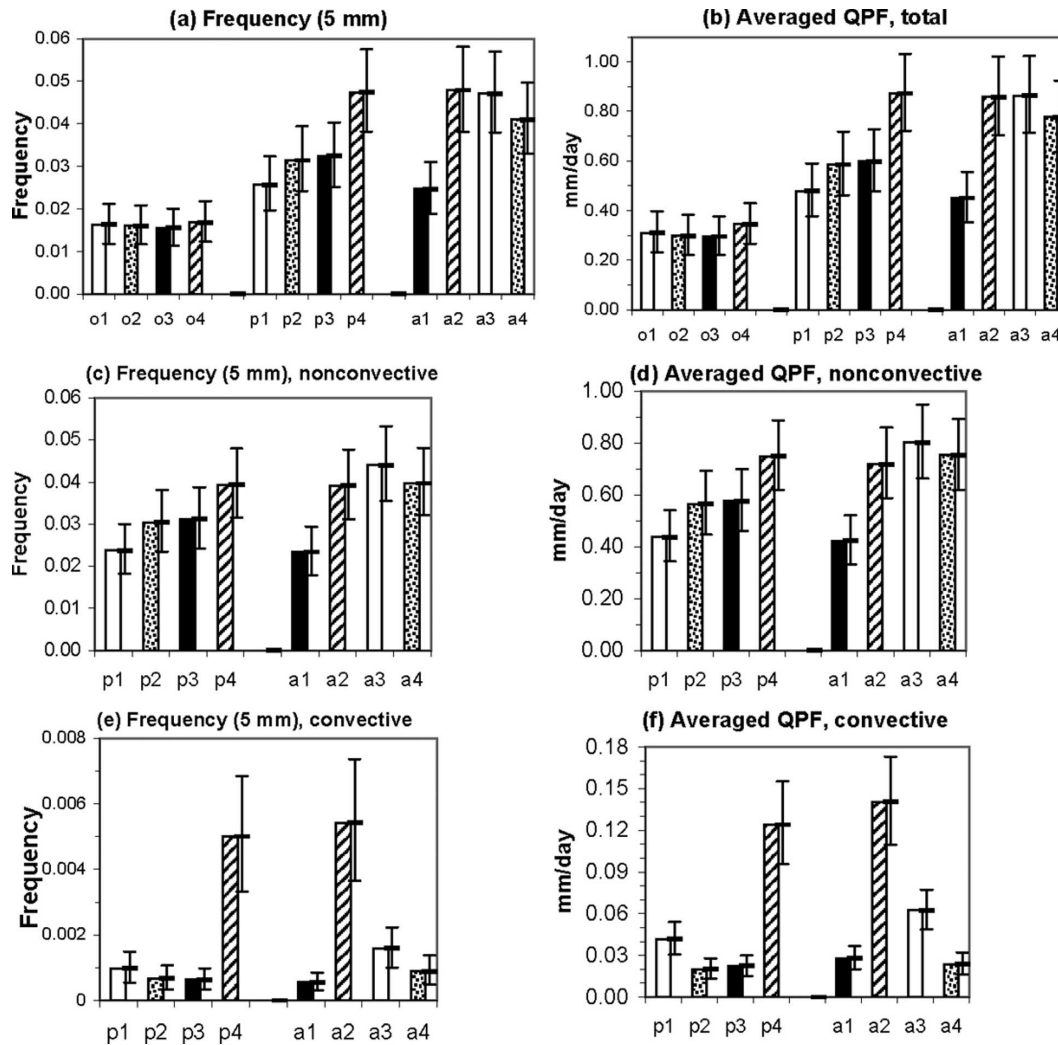 (a) Frequency (5 mm)
Frequency
0.06
0.05
0.04
0.03
0.02
0.01
0.00
o1 o2 o3 o4 p1 p2 p3 p4 a1 a2 a3 a4
(b) Averaged QPF, total
mm/day
1.00
0.80
0.60
0.40
0.20
0.00
o1 o2 o3 o4 p1 p2 p3 p4 a1 a2 a3 a4
(c) Frequency (5 mm), nonconvective
Frequency
0.06
0.05
0.04
0.03
0.02
0.01
0.00
p1 p2 p3 p4 a1 a2 a3 a4
(d) Averaged QPF, nonconvective
mm/day
1.00
0.80
0.60
0.40
0.20
0.00
p1 p2 p3 p4 a1 a2 a3 a4
(e) Frequency (5 mm), convective
Frequency
0.008
0.006
0.004
0.002
0
p1 p2 p3 p4 a1 a2 a3 a4
(f) Averaged QPF, convective
mm/day
0.18
0.15
0.12
0.09
0.06
0.03
0.00
p1 p2 p3 p4 a1 a2 a3 a4